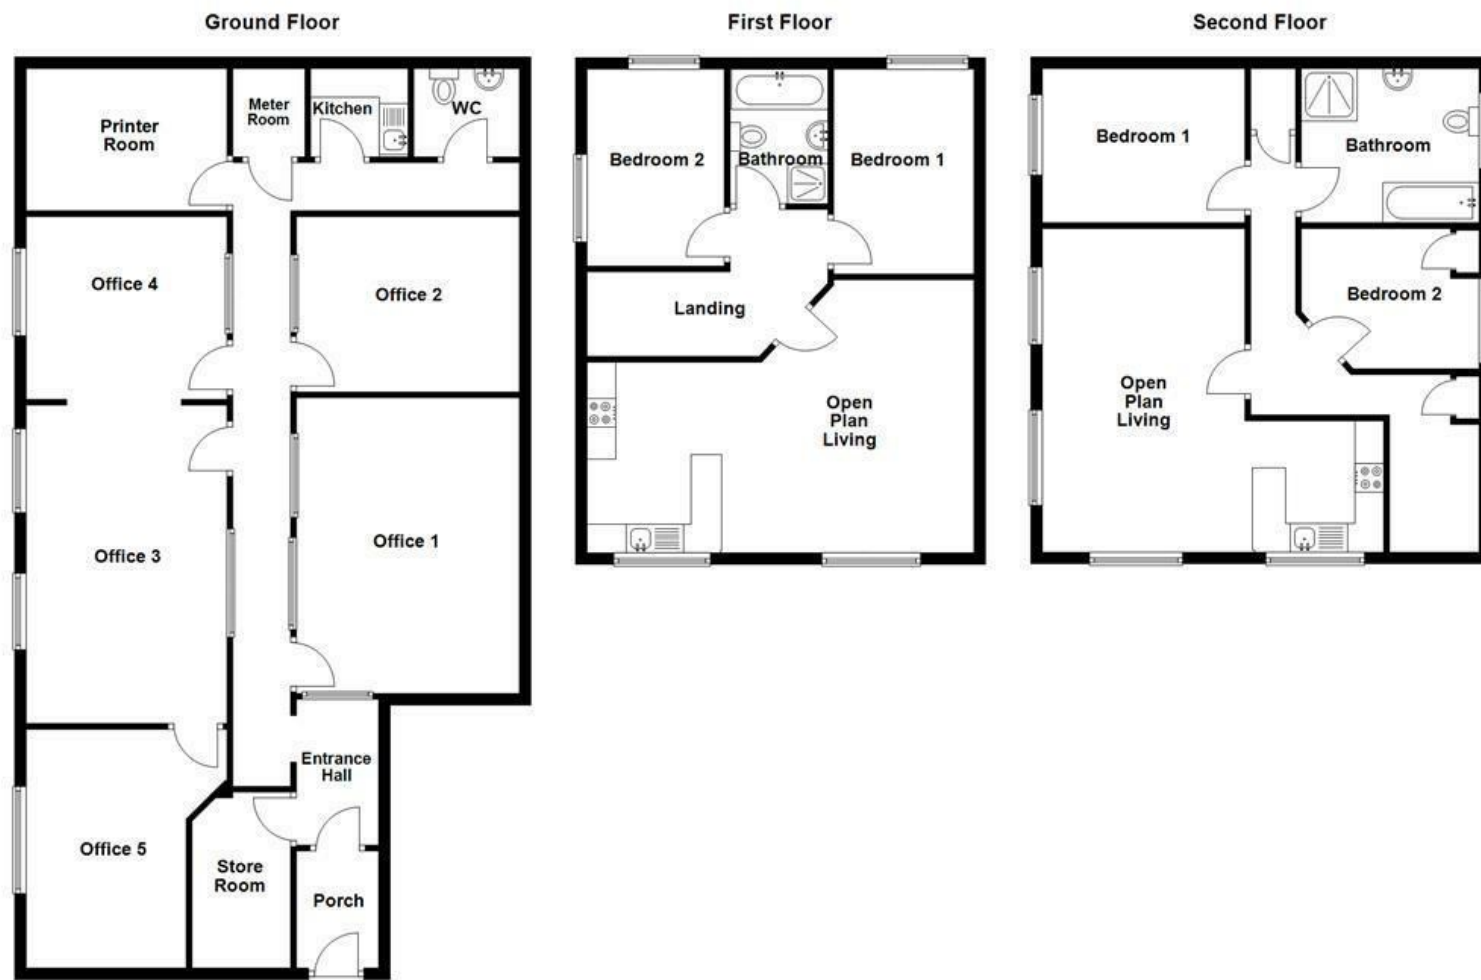 Ground Floor
Printer
Room
Meter
Room
Kitchen
WC
Office 4
Office 2
Office 3
Office 1
Entrance
Hall
Office 5
Store
Room
Porch
First Floor
Bedroom 2
Bathroom
Bedroom 1
Landing
Open
Plan
Living
Second Floor
Bedroom 1
Bathroom
Bedroom 2
Open
Plan
Living